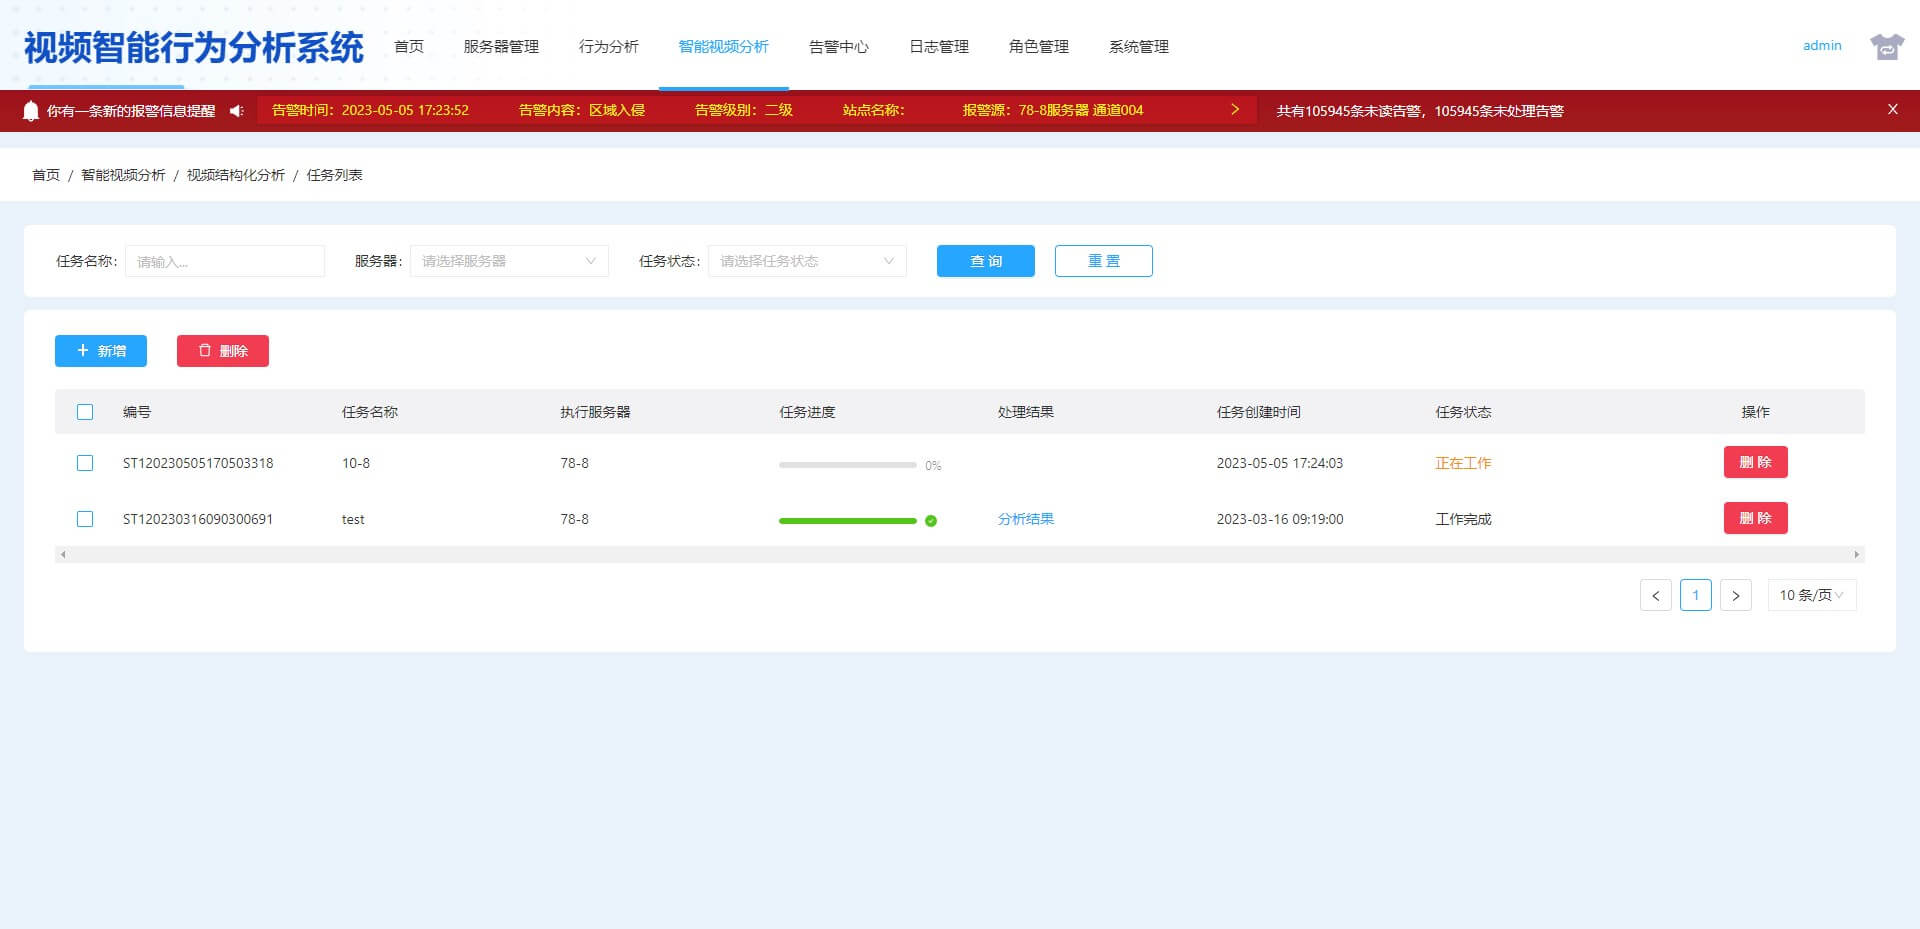 视频智能行为分析系统 首页 服务器管理 行为分析 智能视频分析 告警中心 日志管理 角色管理 系统管理 admin
你有一条新的报警信息提醒 告警时间：2023-05-05 17:23:52 告警内容：区域入侵 告警级别：二级 站点名称： 报警源：78-8服务器 通道004 > 共有105945条未读告警，105945条未处理告警 X
首页 / 智能视频分析 / 视频结构化分析 / 任务列表
任务名称： 请输入... 服务器： 请选择服务器 任务状态： 请选择任务状态 查 询 重 置
+ 新增 删除
编号 任务名称 执行服务器 任务进度 处理结果 任务创建时间 任务状态 操作
ST120230505170503318 10-8 78-8 0% 2023-05-05 17:24:03 正在工作 删 除
ST120230316090300691 test 78-8 分析结果 2023-03-16 09:19:00 工作完成 删 除
< 1 > 10 条/页